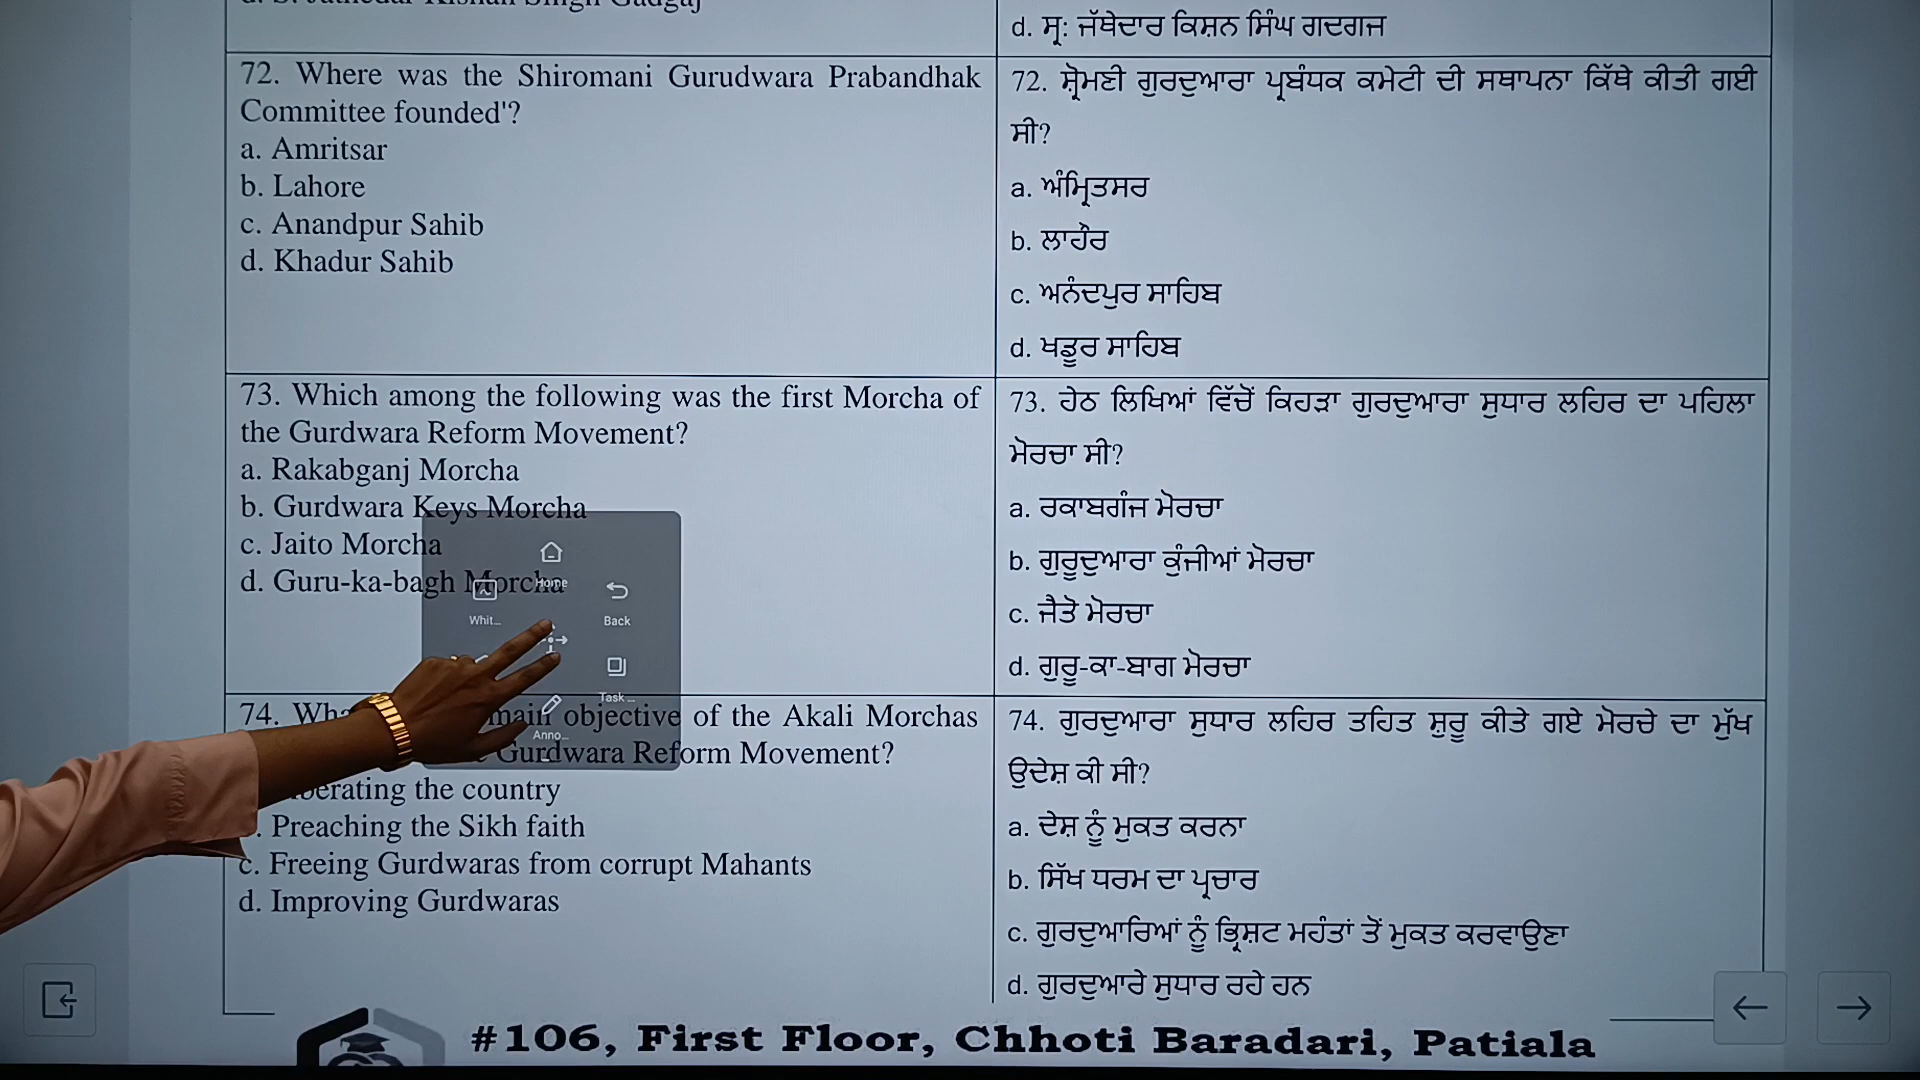 d. ਸ੍ਰ: ਜੱਥੇਦਾਰ ਕਿਸ਼ਨ ਸਿੰਘ ਗਦਗਜ
72. Where was the Shiromani Gurudwara Prabandhak
Committee founded'?
a. Amritsar
b. Lahore
c. Anandpur Sahib
d. Khadur Sahib
72. ਸ਼੍ਰੋਮਣੀ ਗੁਰਦੁਆਰਾ ਪ੍ਰਬੰਧਕ ਕਮੇਟੀ ਦੀ ਸਥਾਪਨਾ ਕਿੱਥੇ ਕੀਤੀ ਗਈ
ਸੀ?
a. ਅੰਮ੍ਰਿਤਸਰ
b. ਲਾਹੌਰ
c. ਅਨੰਦਪੁਰ ਸਾਹਿਬ
d. ਖਡੂਰ ਸਾਹਿਬ
73. Which among the following was the first Morcha of
the Gurdwara Reform Movement?
a. Rakabganj Morcha
b. Gurdwara Keys Morcha
c. Jaito Morcha
d. Guru-ka-bagh Morcha
73. ਹੇਠ ਲਿਖਿਆਂ ਵਿੱਚੋਂ ਕਿਹੜਾ ਗੁਰਦੁਆਰਾ ਸੁਧਾਰ ਲਹਿਰ ਦਾ ਪਹਿਲਾ
ਮੋਰਚਾ ਸੀ?
a. ਰਕਾਬਗੰਜ ਮੋਰਚਾ
b. ਗੁਰੂਦੁਆਰਾ ਕੁੰਜੀਆਂ ਮੋਰਚਾ
c. ਜੈਤੋ ਮੋਰਚਾ
d. ਗੁਰੂ-ਕਾ-ਬਾਗ ਮੋਰਚਾ
Home
Whit...
Back
Task ...
Anno...
74. main objective of the Akali Morchas
Gurdwara Reform Movement?
the country
Preaching the Sikh faith
c. Freeing Gurdwaras from corrupt Mahants
d. Improving Gurdwaras
74. ਗੁਰਦੁਆਰਾ ਸੁਧਾਰ ਲਹਿਰ ਤਹਿਤ ਸ਼ੁਰੂ ਕੀਤੇ ਗਏ ਮੋਰਚੇ ਦਾ ਮੁੱਖ
ਉਦੇਸ਼ ਕੀ ਸੀ?
a. ਦੇਸ਼ ਨੂੰ ਮੁਕਤ ਕਰਨਾ
b. ਸਿੱਖ ਧਰਮ ਦਾ ਪ੍ਰਚਾਰ
c. ਗੁਰਦੁਆਰਿਆਂ ਨੂੰ ਭ੍ਰਿਸ਼ਟ ਮਹੰਤਾਂ ਤੋਂ ਮੁਕਤ ਕਰਵਾਉਣਾ
d. ਗੁਰਦੁਆਰੇ ਸੁਧਾਰ ਰਹੇ ਹਨ
#106, First Floor, Chhoti Baradari, Patiala